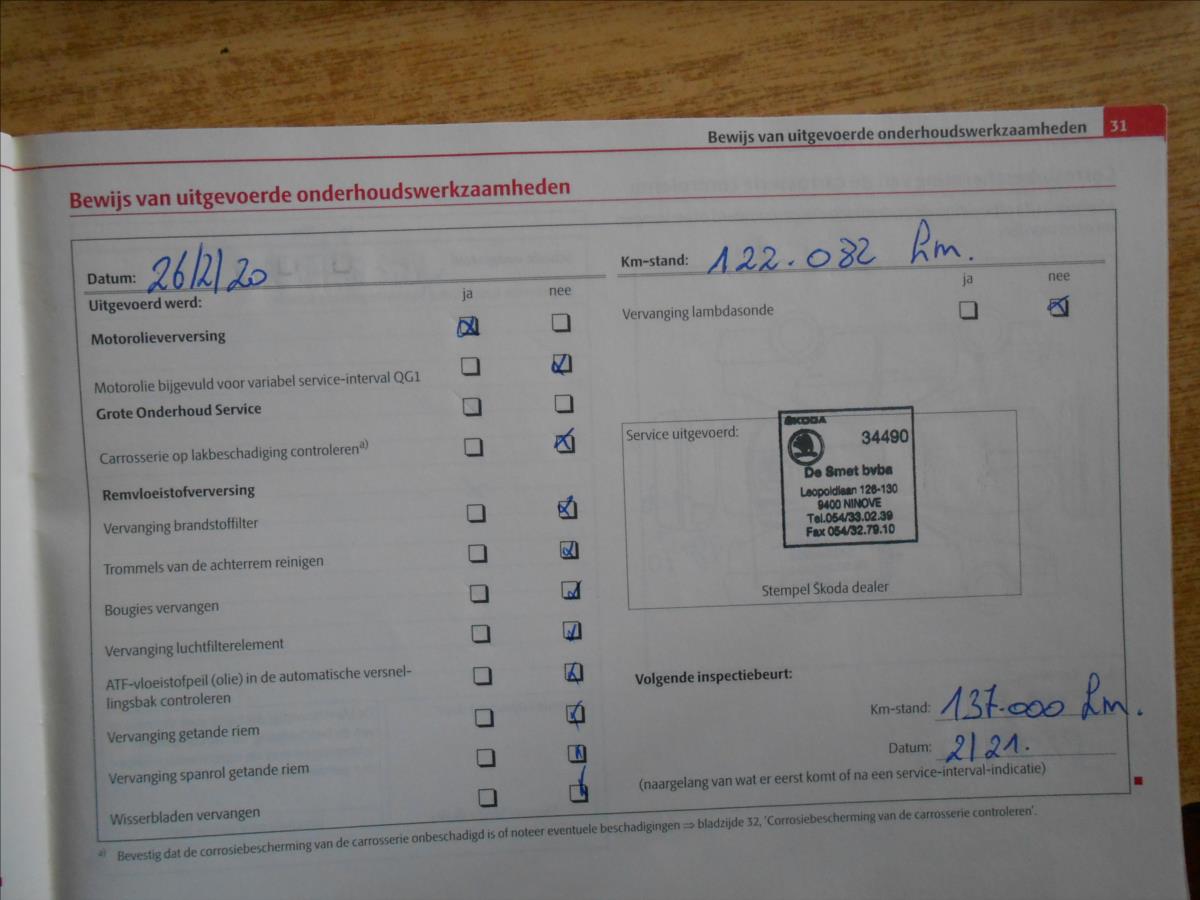 Bewijs van uitgevoerde onderhoudswerkzaamheden 31
Bewijs van uitgevoerde onderhoudswerkzaamheden
Datum: 26/2/20
Uitgevoerd werd: ja nee
Motorolieverversing
Motorolie bijgevuld voor variabel service-interval QG1
Grote Onderhoud Service
Carrosserie op lakbeschadiging controleren a)
Remvloeistofverversing
Vervanging brandstoffilter
Trommels van de achterrem reinigen
Bougies vervangen
Vervanging luchtfilterelement
ATF-vloeistofpeil (olie) in de automatische versnel-
lingsbak controleren
Vervanging getande riem
Vervanging spanrol getande riem
Wisserbladen vervangen
Km-stand: 122.082 km.
ja nee
Vervanging lambdasonde
Service uitgevoerd:
ŠKODA
34490
De Smet bvba
Leopoldlaan 126-130
9400 NINOVE
Tel.054/33.02.39
Fax 054/32.79.10
Stempel Škoda dealer
Volgende inspectiebeurt:
Km-stand: 137.000 km.
Datum: 2/21.
(naargelang van wat er eerst komt of na een service-interval-indicatie)
a) Bevestig dat de corrosiebescherming van de carrosserie onbeschadigd is of noteer eventuele beschadigingen ⇒ bladzijde 32, 'Corrosiebescherming van de carrosserie controleren'.